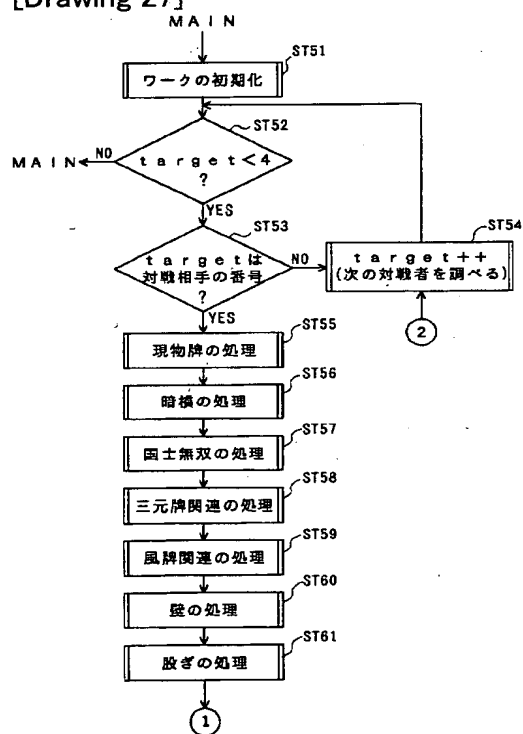 [Drawing 27]
MAIN
ST51
ワークの初期化
ST52
target<4
?
NO
MAIN
YES
ST53
targetは
対戦相手の番号
?
NO
ST54
target++
(次の対戦者を調べる)
2
YES
ST55
現物牌の処理
ST56
暗槓の処理
ST57
国士無双の処理
ST58
三元牌関連の処理
ST59
風牌関連の処理
ST60
壁の処理
ST61
股ぎの処理
1